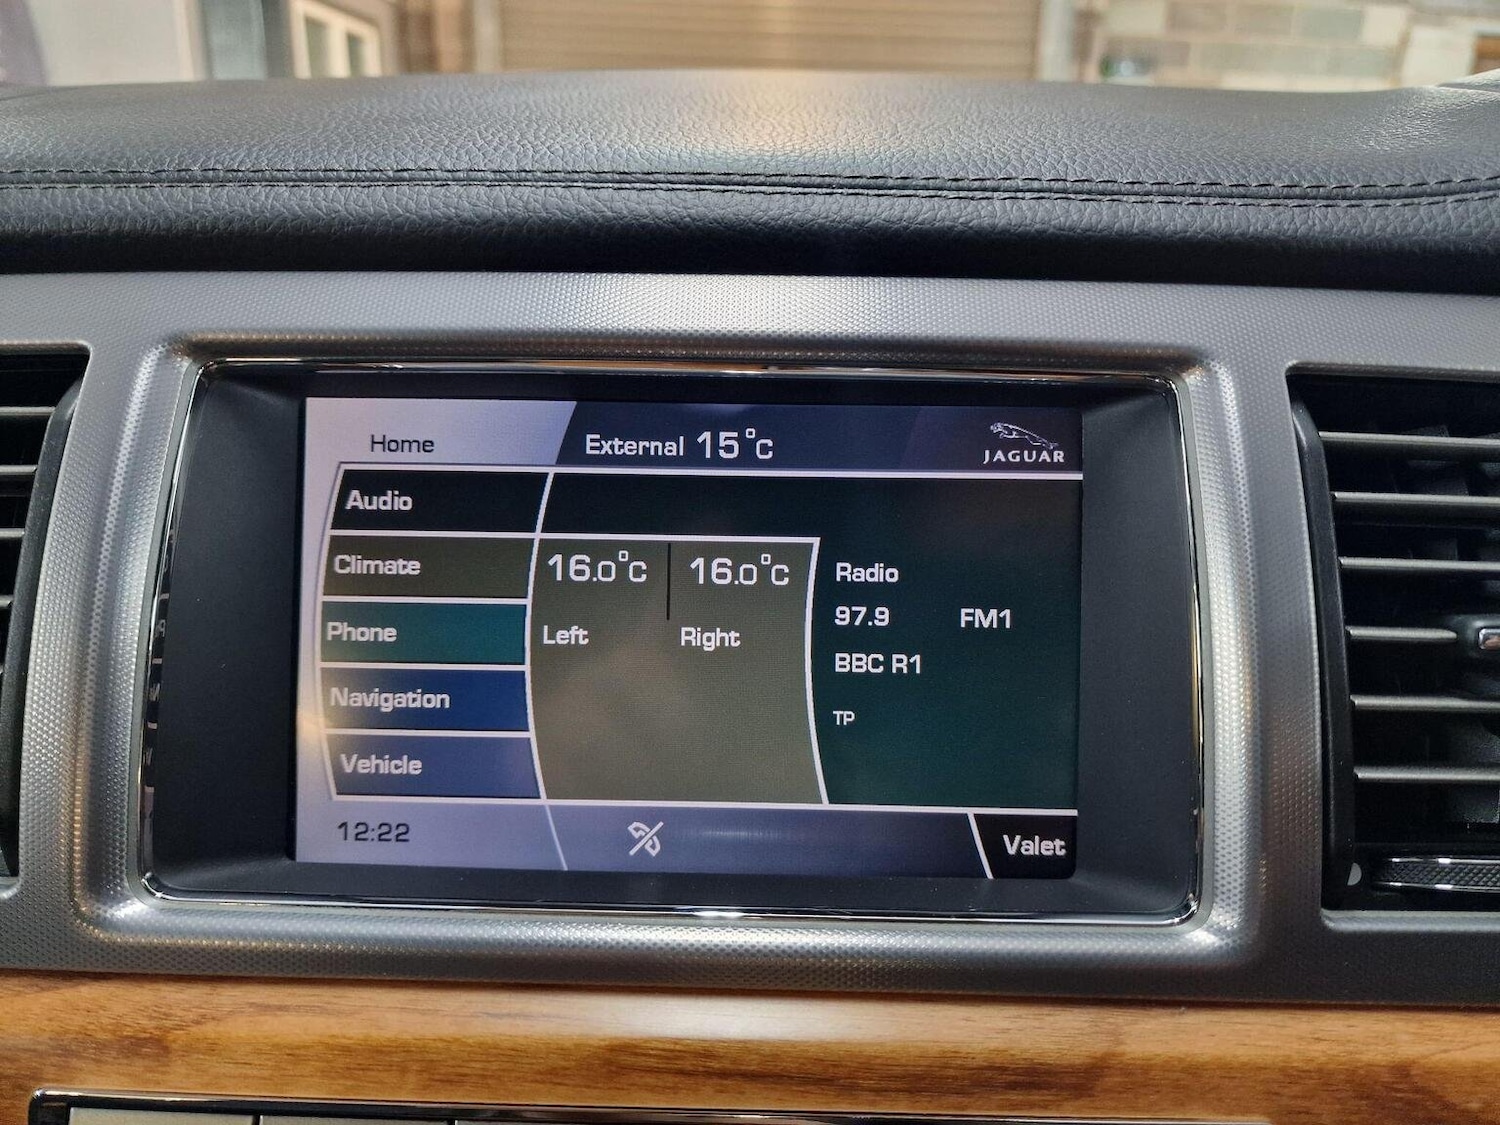 Home
External 15°C
JAGUAR
Audio
Climate
Phone
Navigation
Vehicle
16.0°C
16.0°C
Left
Right
Radio
97.9
FM1
BBC R1
TP
12:22
Valet